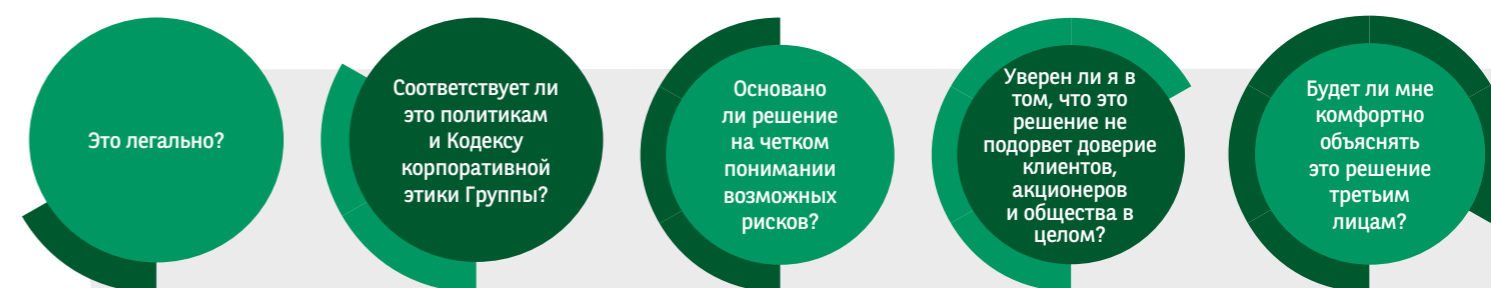 Это легально?
Соответствует ли
это политикам
и Кодексу
корпоративной
этики Группы?
Основано
ли решение
на четком
понимании
возможных
рисков?
Уверен ли я в
том, что это
решение не
подорвет доверие
клиентов,
акционеров
и общества в
целом?
Будет ли мне
комфортно
объяснять
это решение
третьим
лицам?